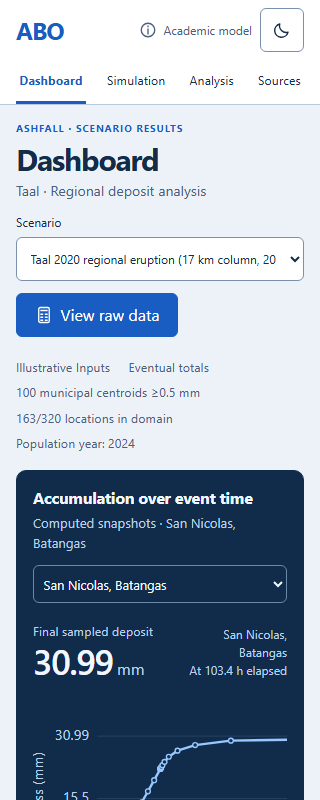 ABO
Academic model
Dashboard Simulation Analysis Sources
ASHFALL · SCENARIO RESULTS
Dashboard
Taal · Regional deposit analysis
Scenario
Taal 2020 regional eruption (17 km column, 20
View raw data
Illustrative Inputs Eventual totals
100 municipal centroids ≥0.5 mm
163/320 locations in domain
Population year: 2024
Accumulation over event time
Computed snapshots · San Nicolas,
Batangas
San Nicolas, Batangas
Final sampled deposit
30.99 mm
San Nicolas,
Batangas
At 103.4 h elapsed
30.99
15.5
ss (mm)